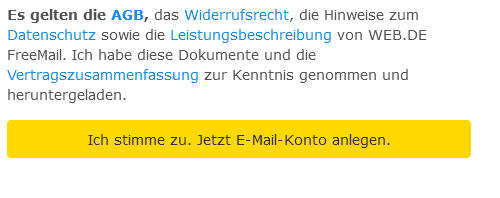 Es gelten die AGB, das Widerrufsrecht, die Hinweise zum
Datenschutz sowie die Leistungsbeschreibung von WEB.DE
FreeMail. Ich habe diese Dokumente und die
Vertragszusammenfassung zur Kenntnis genommen und
heruntergeladen.
Ich stimme zu. Jetzt E-Mail-Konto anlegen.